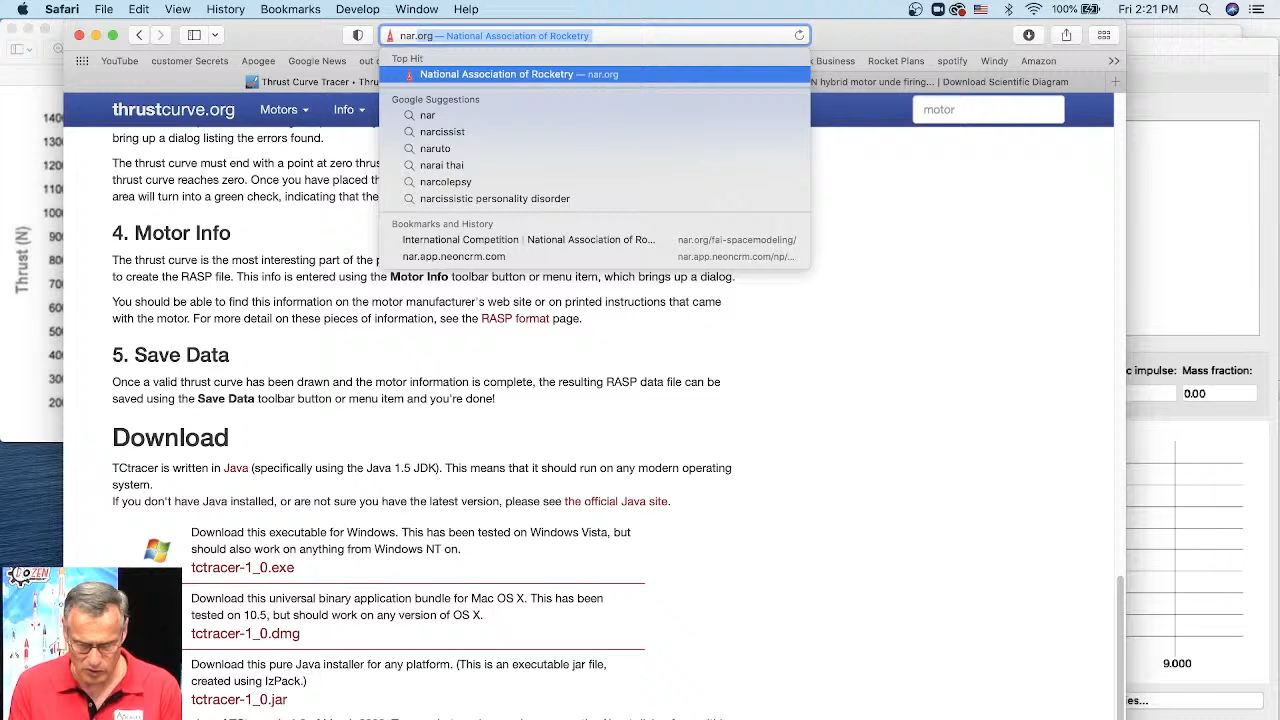 Safari File Edit View History Bookmarks Develop Window Help
Fri Jan 7 2:21 PM
nar.org — National Association of Rocketry
Top Hit
National Association of Rocketry — nar.org
Google Suggestions
nar
narcissist
naruto
narai thai
narcolepsy
narcissistic personality disorder
Bookmarks and History
International Competition | National Association of Ro... nar.org/fai-spacemodeling/
nar.app.neoncrm.com nar.app.neoncrm.com/np/...
YouTube customer Secrets Apogee Google News out o
Business Rocket Plans spotify Windy Amazon
Thrust Curve Tracer
N hybrid motor unde firing... | Download Scientific Diagram
thrustcurve.org Motors Info
motor
bring up a dialog listing the errors found.
The thrust curve must end with a point at zero thrus
thrust curve reaches zero. Once you have placed th
area will turn into a green check, indicating that the
4. Motor Info
The thrust curve is the most interesting part of the p
to create the RASP file. This info is entered using the Motor Info toolbar button or menu item, which brings up a dialog.
You should be able to find this information on the motor manufacturer's web site or on printed instructions that came
with the motor. For more detail on these pieces of information, see the RASP format page.
5. Save Data
Once a valid thrust curve has been drawn and the motor information is complete, the resulting RASP data file can be
saved using the Save Data toolbar button or menu item and you're done!
Download
TCtracer is written in Java (specifically using the Java 1.5 JDK). This means that it should run on any modern operating
system.
If you don't have Java installed, or are not sure you have the latest version, please see the official Java site.
Download this executable for Windows. This has been tested on Windows Vista, but
should also work on anything from Windows NT on.
tctracer-1_0.exe
Download this universal binary application bundle for Mac OS X. This has been
tested on 10.5, but should work on any version of OS X.
tctracer-1_0.dmg
Download this pure Java installer for any platform. (This is an executable jar file,
created using IzPack.)
tctracer-1_0.jar
Thrust (N)
1400
1300
1200
1100
1000
900
800
700
600
500
400
300
200
c impulse: Mass fraction:
0.00
9.000
es...